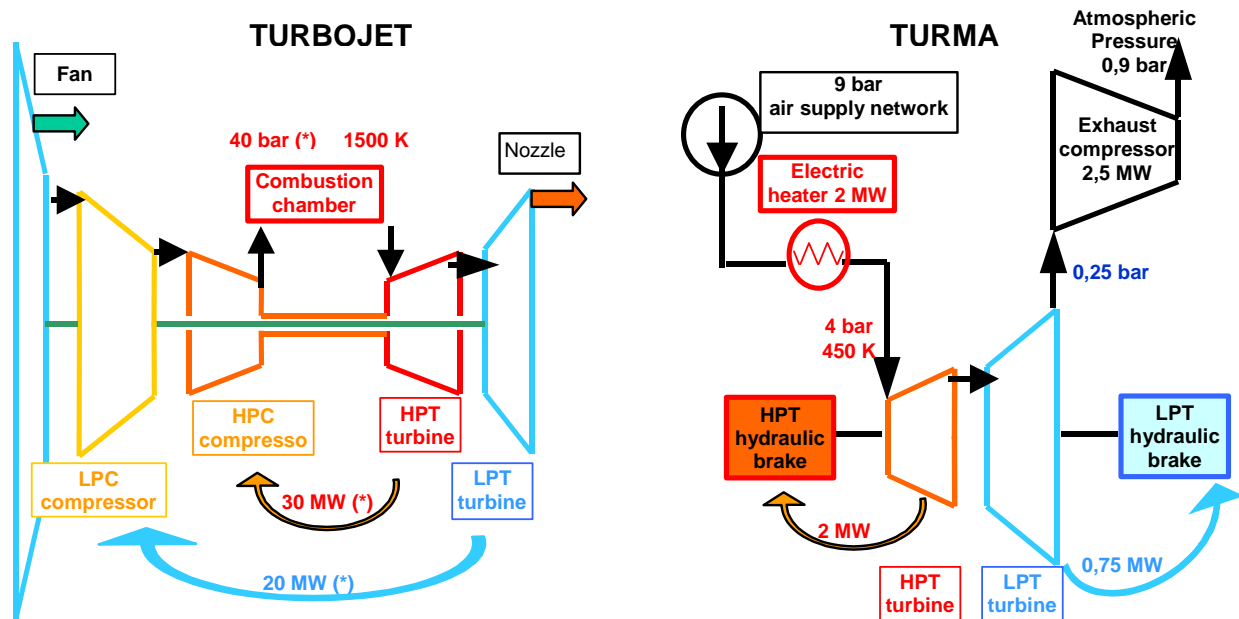 TURBOJET
Fan
40 bar (*) 1500 K
Combustion
chamber
Nozzle
HPC
compresso
HPT
turbine
LPC
compressor
LPT
turbine
30 MW (*)
20 MW (*)
TURMA
Atmospheric
Pressure
0,9 bar
9 bar
air supply network
Electric
heater 2 MW
Exhaust
compressor
2,5 MW
0,25 bar
4 bar
450 K
HPT
hydraulic
brake
LPT
hydraulic
brake
2 MW
0,75 MW
HPT
turbine
LPT
turbine